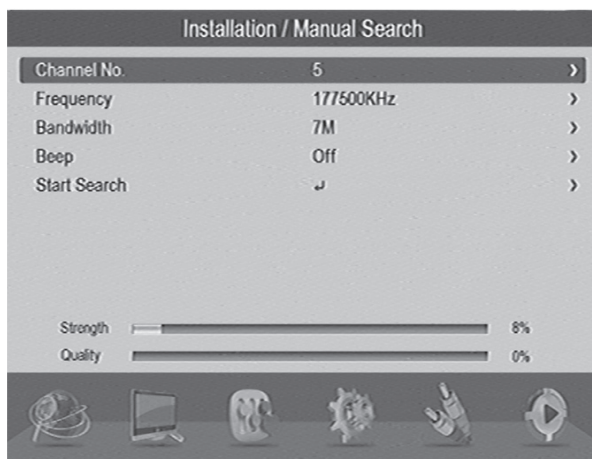 Installation / Manual Search
Channel No. 5 >
Frequency 177500KHz >
Bandwidth 7M >
Beep Off >
Start Search ↵ >
Strength 8%
Quality 0%